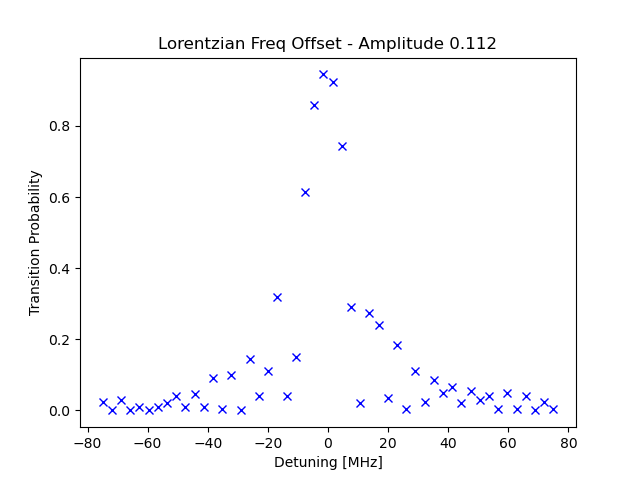 Lorentzian Freq Offset - Amplitude 0.112
Transition Probability
0.8
0.6
0.4
0.2
0.0
−80 −60 −40 −20 0 20 40 60 80
Detuning [MHz]